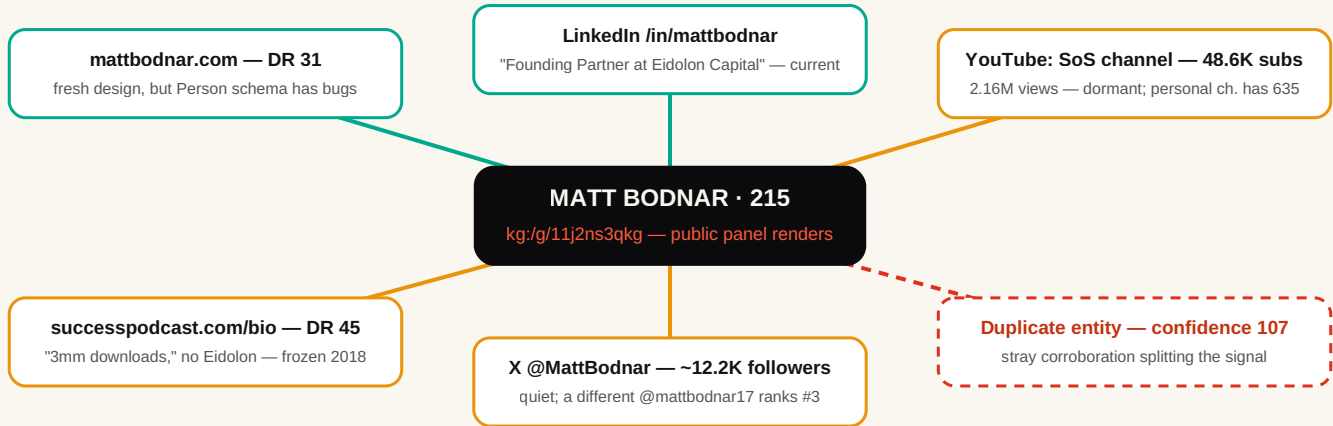 mattbodnar.com — DR 31
fresh design, but Person schema has bugs
LinkedIn /in/mattbodnar
"Founding Partner at Eidolon Capital" — current
YouTube: SoS channel — 48.6K subs
2.16M views — dormant; personal ch. has 635
MATT BODNAR · 215
kg:/g/11j2ns3qkg — public panel renders
successpodcast.com/bio — DR 45
"3mm downloads," no Eidolon — frozen 2018
X @MattBodnar — ~12.2K followers
quiet; a different @mattbodnar17 ranks #3
Duplicate entity — confidence 107
stray corroboration splitting the signal